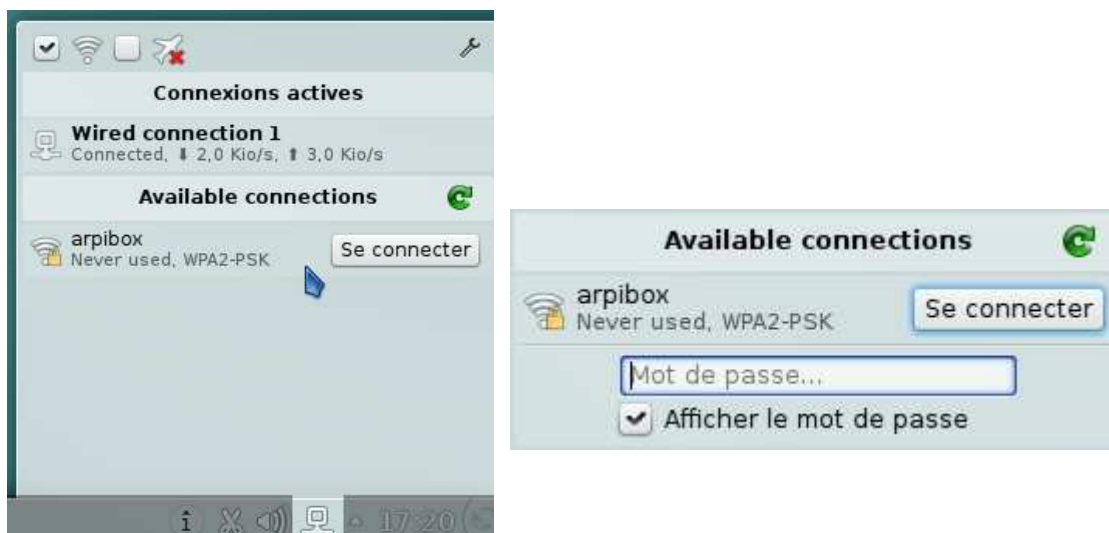 Connexions actives
Wired connection 1
Connected, ⬇ 2,0 Kio/s, ⬆ 3,0 Kio/s
Available connections
arpibox
Never used, WPA2-PSK
Se connecter
17:20
Available connections
arpibox
Never used, WPA2-PSK
Se connecter
Mot de passe...
Afficher le mot de passe